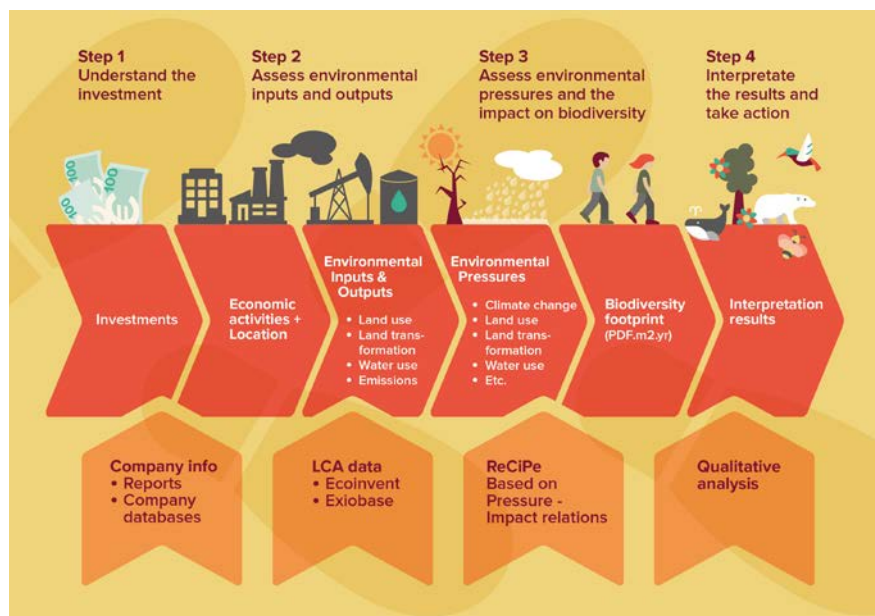 Step 1
Understand the
investment
Step 2
Assess environmental
inputs and outputs
Step 3
Assess environmental
pressures and the
impact on biodiversity
Step 4
Interpretate
the results and
take action
100
100
100
Investments
Economic
activities +
Location
Environmental
Inputs &
Outputs
• Land use
• Land trans-
formation
• Water use
• Emissions
Environmental
Pressures
• Climate change
• Land use
• Land trans-
formation
• Water use
• Etc.
Biodiversity
footprint
(PDF.m2.yr)
Interpretation
results
Company info
• Reports
• Company
databases
LCA data
• Ecoinvent
• Exiobase
ReCiPe
Based on
Pressure -
Impact relations
Qualitative
analysis